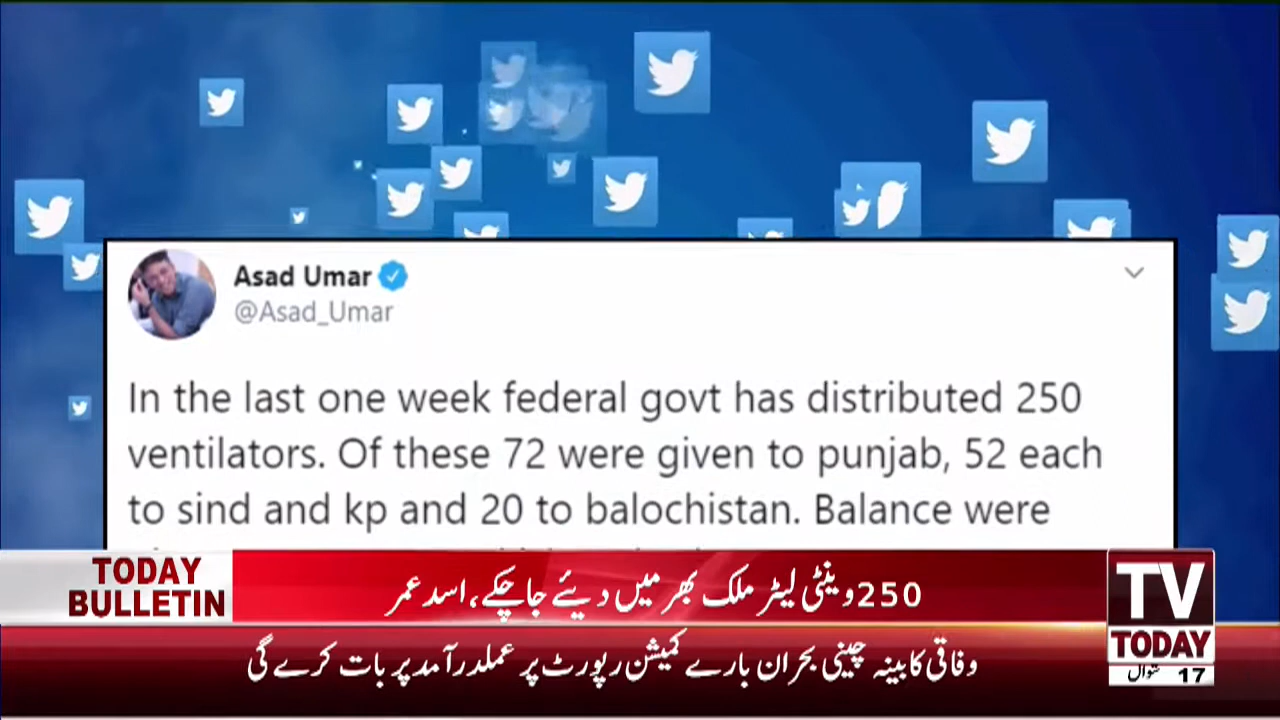 Asad Umar
@Asad_Umar
In the last one week federal govt has distributed 250
ventilators. Of these 72 were given to punjab, 52 each
to sind and kp and 20 to balochistan. Balance were
TODAY
BULLETIN
250وینٹی لیٹر ملک بھر میں دیئے جاچکے، اسد عمر
وفاقی کابینہ چینی بحران بارے کمیشن رپورٹ پر عملدرآمد پر بات کرے گی
TV
TODAY
17 شوال